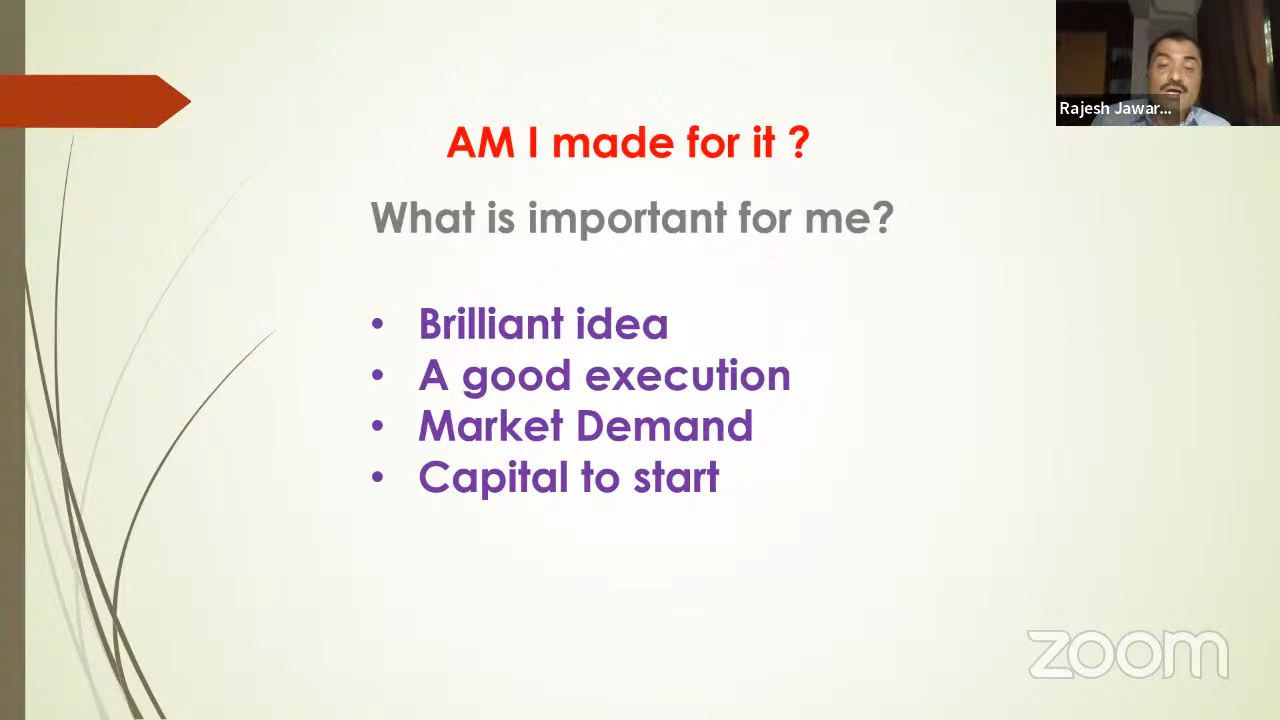 Rajesh Jawar...
AM I made for it ?
What is important for me?
• Brilliant idea
• A good execution
• Market Demand
• Capital to start
zoom